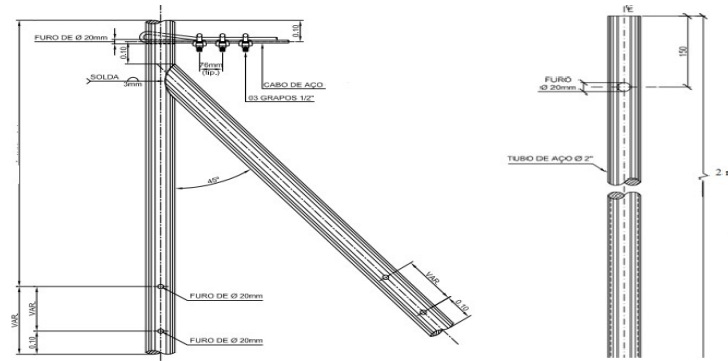 FURO DE Ø 20mm
0.10
0.10
76mm
(tip.)
SOLDA
3mm
CABO DE AÇO
03 GRAPOS 1/2"
45°
VAR
0.10
FURO DE Ø 20mm
VAR
VAR
0.10
FURO DE Ø 20mm
150
FURO
Ø 20mm
TUBO DE AÇO Ø 2"